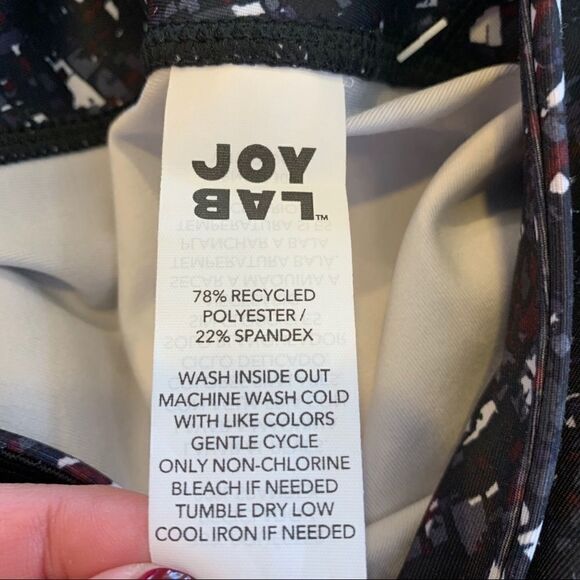 JOY
LAB™
78% RECYCLED
POLYESTER /
22% SPANDEX
WASH INSIDE OUT
MACHINE WASH COLD
WITH LIKE COLORS
GENTLE CYCLE
ONLY NON-CHLORINE
BLEACH IF NEEDED
TUMBLE DRY LOW
COOL IRON IF NEEDED